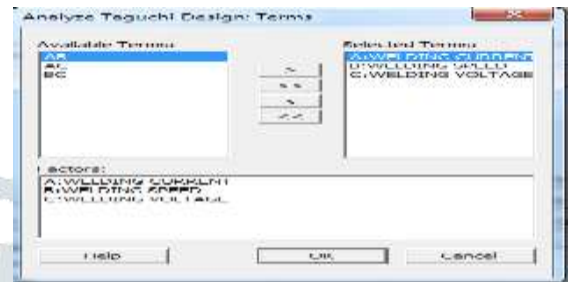 Analyze Taguchi Design: Terms
Available Terms:
AB
AC
BC
>
>>
<
<<
Selected Terms:
A:WELDING CURRENT
B:WELDING SPEED
C:WELDING VOLTAGE
Factors:
A:WELDING CURRENT
B:WELDING SPEED
C:WELDING VOLTAGE
Help
OK
Cancel